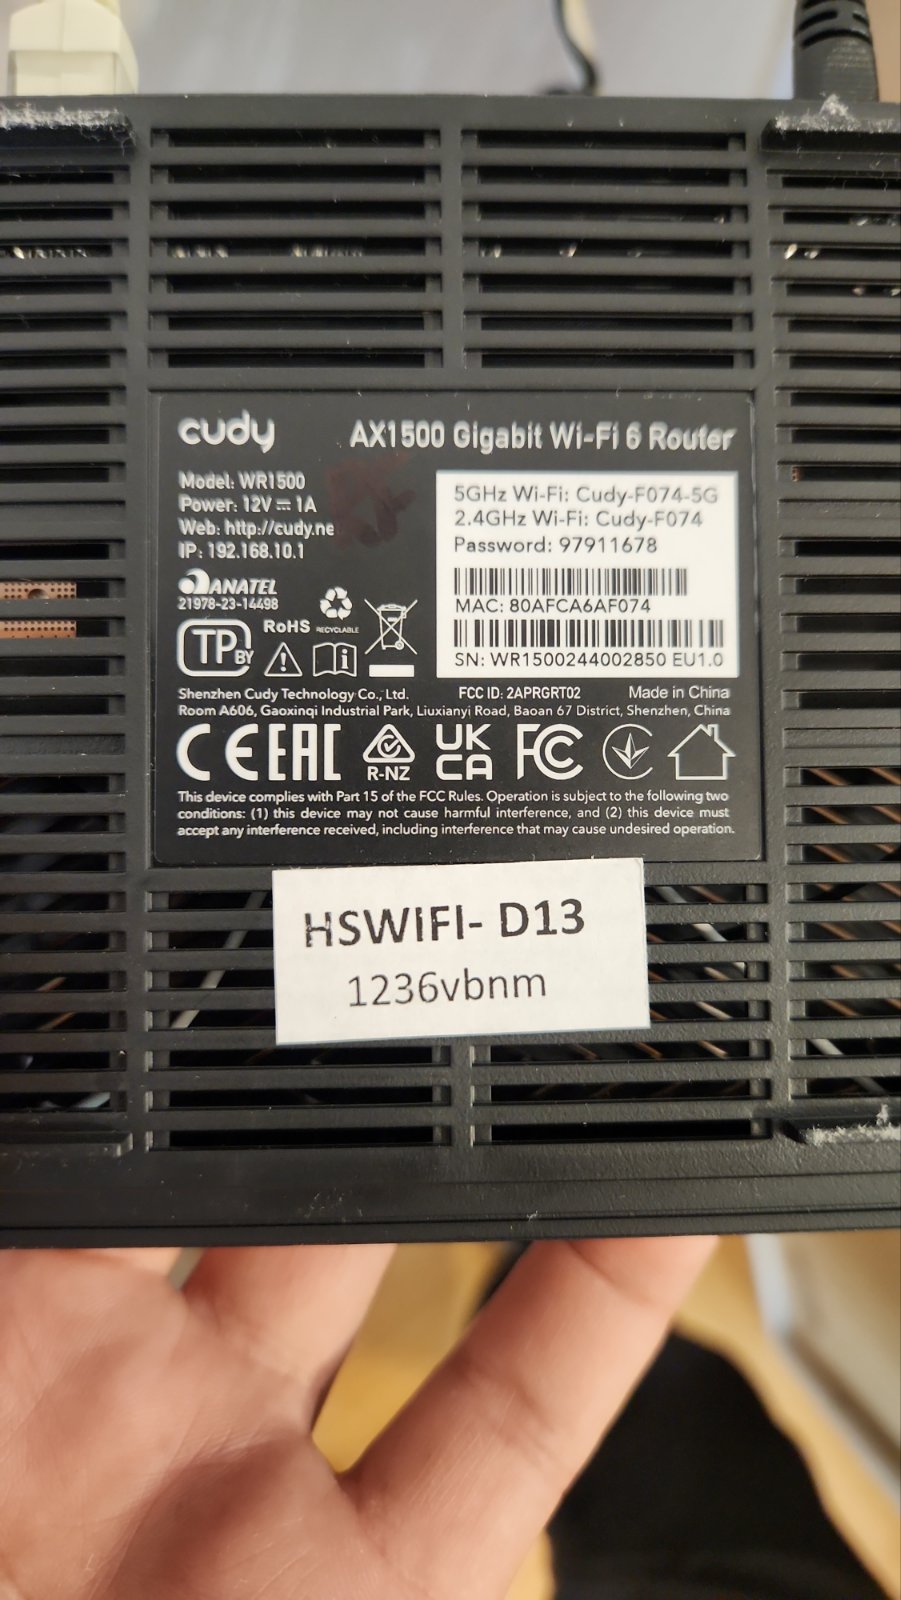 cudy
AX1500 Gigabit Wi-Fi 6 Router
Model: WR1500
Power: 12V ⎓ 1A
Web: http://cudy.ne
IP: 192.168.10.1
5GHz Wi-Fi: Cudy-F074-5G
2.4GHz Wi-Fi: Cudy-F074
Password: 97911678
MAC: 80AFCA6AF074
SN: WR1500244002850 EU1.0
ANATEL
21978-23-14498
TP BY
RoHS
RECYCLABLE
Shenzhen Cudy Technology Co., Ltd. FCC ID: 2APRGRT02 Made in China
Room A606, Gaoxinqi Industrial Park, Liuxianyi Road, Baoan 67 District, Shenzhen, China
CE EAC R-NZ UK CA FC
This device complies with Part 15 of the FCC Rules. Operation is subject to the following two
conditions: (1) this device may not cause harmful interference, and (2) this device must
accept any interference received, including interference that may cause undesired operation.
HSWIFI- D13
1236vbnm